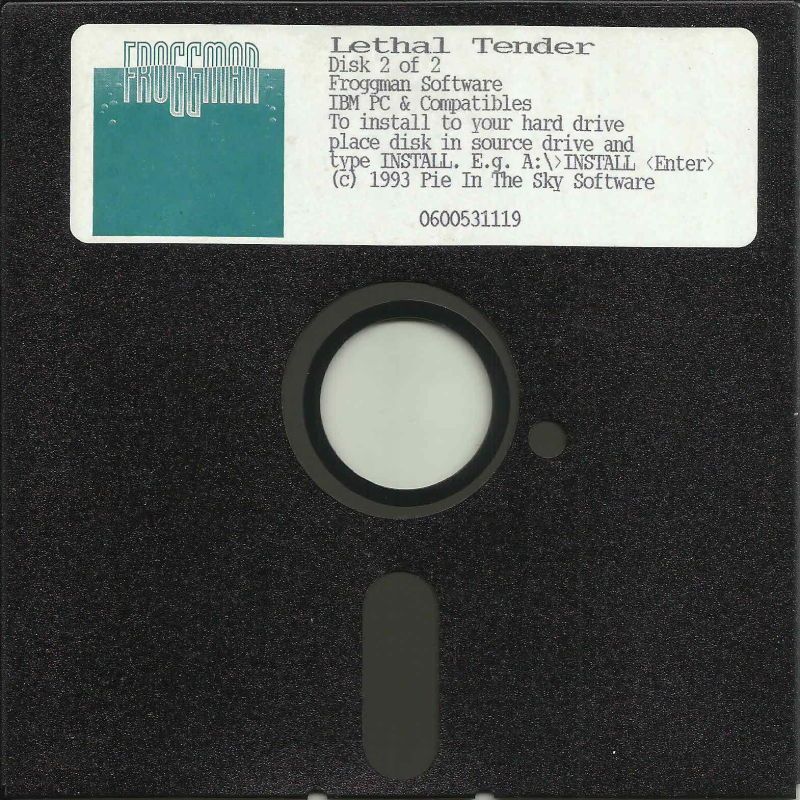 FROGGMAN
Lethal Tender
Disk 2 of 2
Froggman Software
IBM PC & Compatibles
To install to your hard drive
place disk in source drive and
type INSTALL. E.g. A:\>INSTALL <Enter>
(c) 1993 Pie In The Sky Software
0600531119